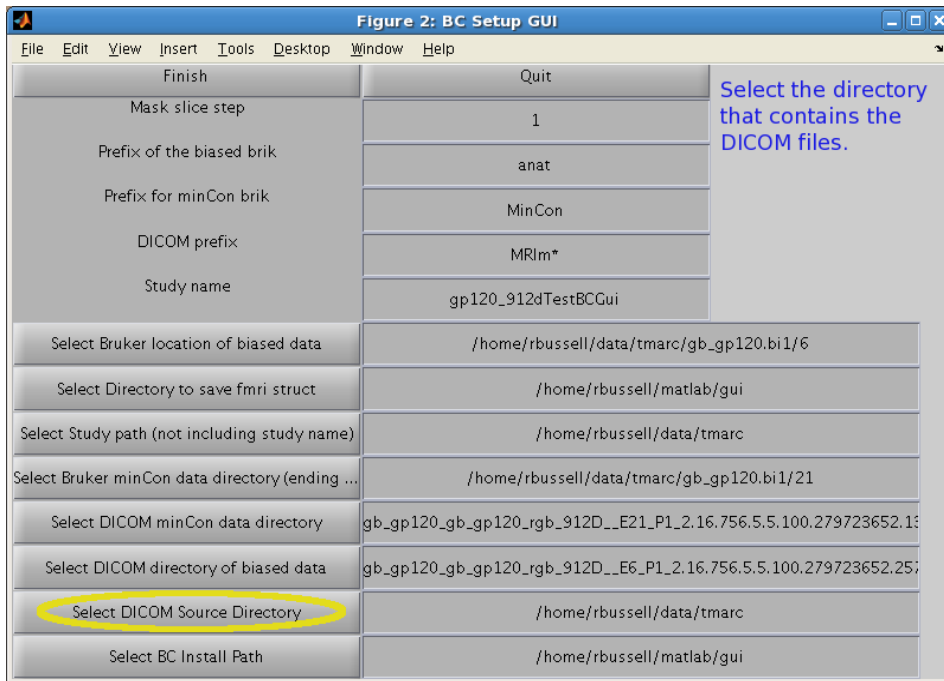 Figure 2: BC Setup GUI
File Edit View Insert Tools Desktop Window Help
Finish Quit
Select the directory
that contains the
DICOM files.
Mask slice step 1
Prefix of the biased brik anat
Prefix for minCon brik MinCon
DICOM prefix MRIm*
Study name gp120_912dTestBCGui
Select Bruker location of biased data /home/rbussell/data/tmarc/gb_gp120.bi1/6
Select Directory to save fmri struct /home/rbussell/matlab/gui
Select Study path (not including study name) /home/rbussell/data/tmarc
Select Bruker minCon data directory (ending ... /home/rbussell/data/tmarc/gb_gp120.bi1/21
Select DICOM minCon data directory gb_gp120_gb_gp120_rgb_912D__E21_P1_2.16.756.5.5.100.279723652.13
Select DICOM directory of biased data gb_gp120_gb_gp120_rgb_912D__E6_P1_2.16.756.5.5.100.279723652.257
Select DICOM Source Directory /home/rbussell/data/tmarc
Select BC Install Path /home/rbussell/matlab/gui